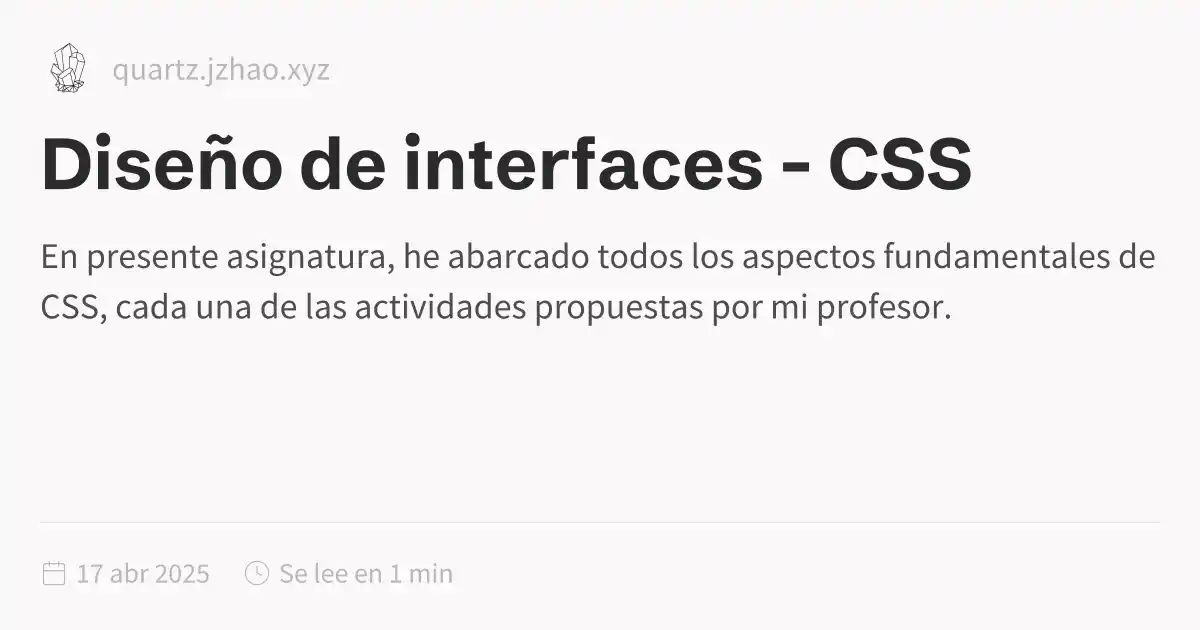 quartz.jzhao.xyz
Diseño de interfaces - CSS
En presente asignatura, he abarcado todos los aspectos fundamentales de
CSS, cada una de las actividades propuestas por mi profesor.
17 abr 2025 Se lee en 1 min